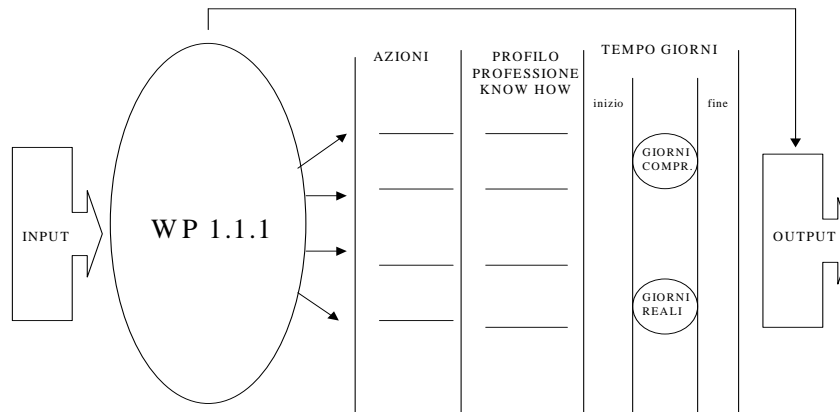 AZIONI
PROFILO
PROFESSIONE
KNOW HOW
TEMPO GIORNI
inizio
fine
GIORNI
COMPR.
INPUT
WP 1.1.1
OUTPUT
GIORNI
REALI